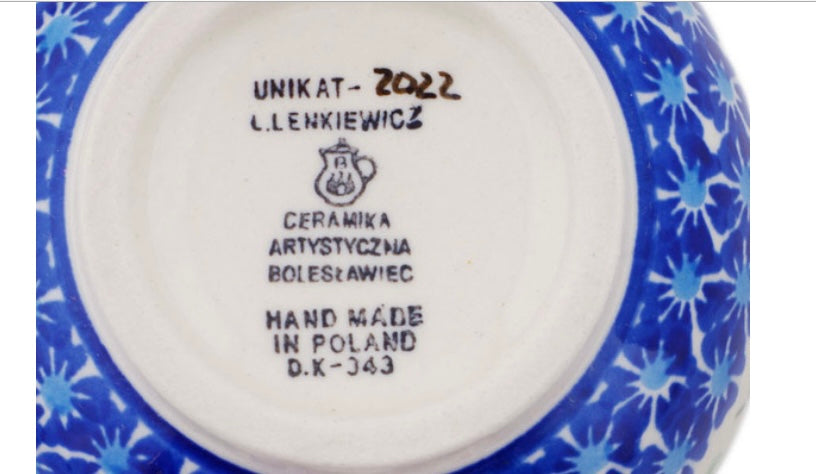 UNIKAT- 2022
L.LENKIEWICZ
B
CERAMIKA
ARTYSTYCZNA
BOLESŁAWIEC
HAND MADE
IN POLAND
D.K-343